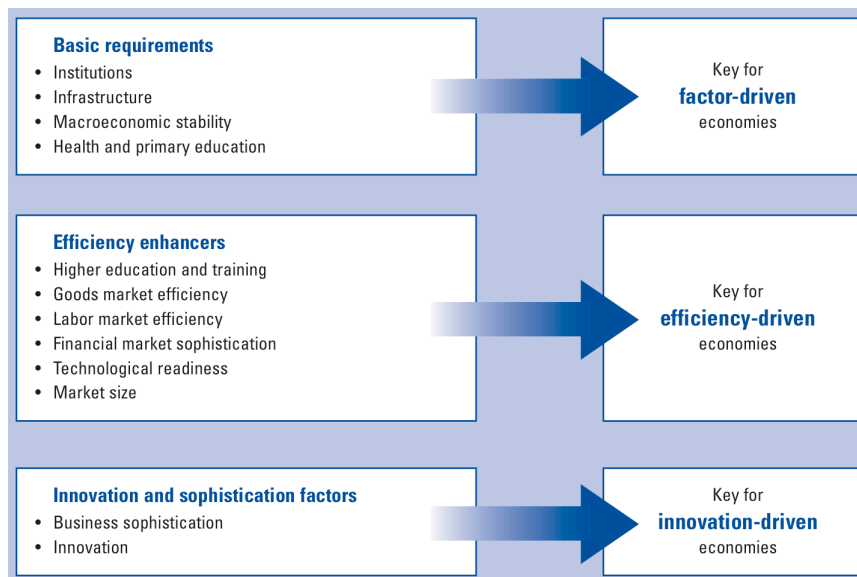 Basic requirements
• Institutions
• Infrastructure
• Macroeconomic stability
• Health and primary education
Key for
factor-driven
economies
Efficiency enhancers
• Higher education and training
• Goods market efficiency
• Labor market efficiency
• Financial market sophistication
• Technological readiness
• Market size
Key for
efficiency-driven
economies
Innovation and sophistication factors
• Business sophistication
• Innovation
Key for
innovation-driven
economies